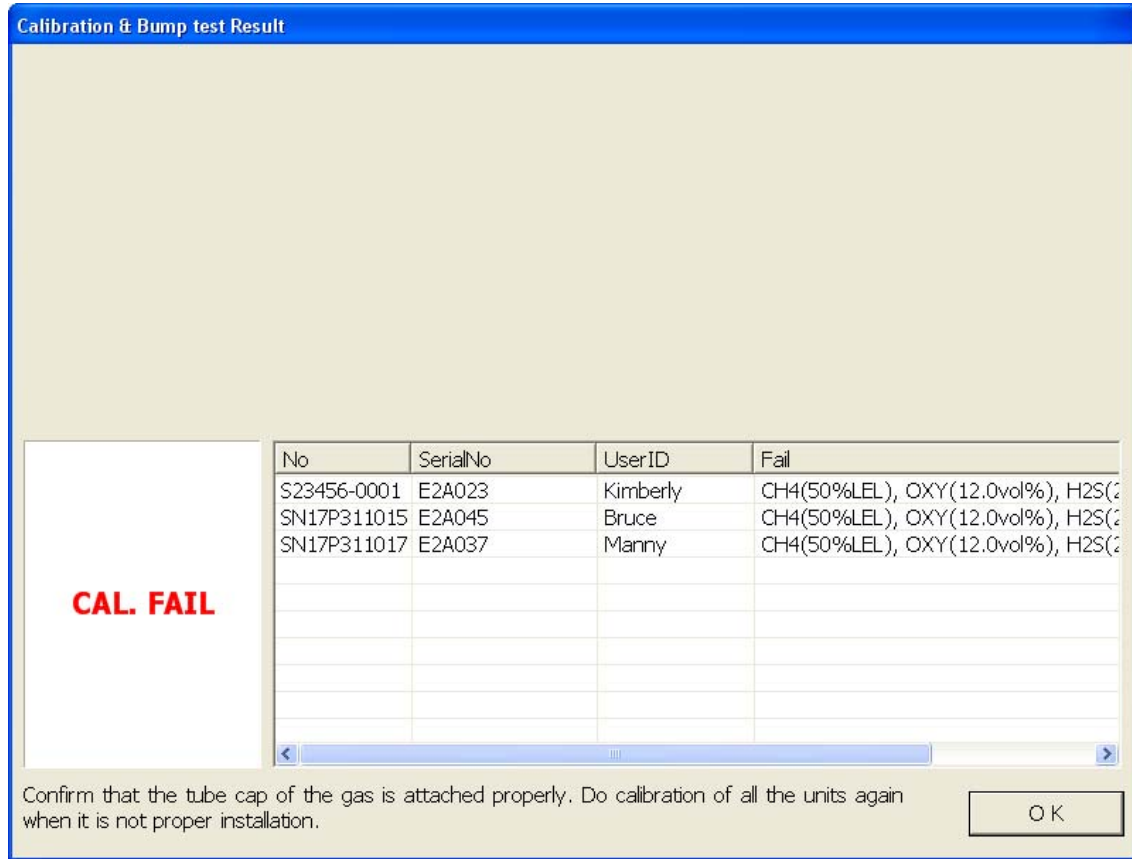 Calibration & Bump test Result
No SerialNo UserID Fail
S23456-0001 E2A023 Kimberly CH4(50%LEL), OXY(12.0vol%), H2S(2
SN17P311015 E2A045 Bruce CH4(50%LEL), OXY(12.0vol%), H2S(2
SN17P311017 E2A037 Manny CH4(50%LEL), OXY(12.0vol%), H2S(2
CAL. FAIL
Confirm that the tube cap of the gas is attached properly. Do calibration of all the units again
when it is not proper installation.
OK